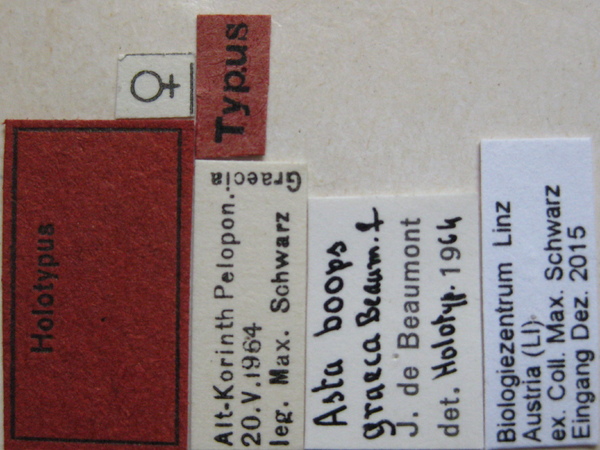 Holotypus
♀
Typus
Graecia
Alt-Korinth Pelopon.
20.V.1964
leg. Max. Schwarz
Asta boops
graeca Beaum. f
J. de Beaumont
det. Holotyp. 1964
Biologiezentrum Linz
Austria (LI)
ex. Coll. Max. Schwarz
Eingang Dez. 2015